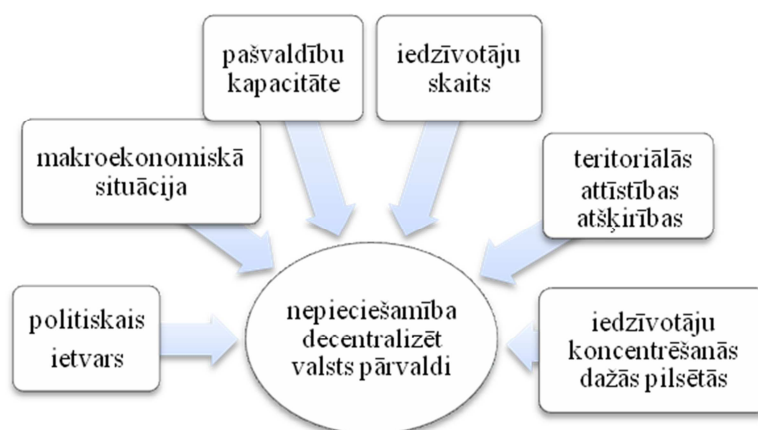 pašvaldību
kapacitāte
iedzīvotāju
skaits
makroekonomiskā
situācija
teritoriālās
attīstības
atšķirības
politiskais
ietvars
nepieciešamība
decentralizēt
valsts pārvaldi
iedzīvotāju
koncentrēšanās
dažās pilsētās